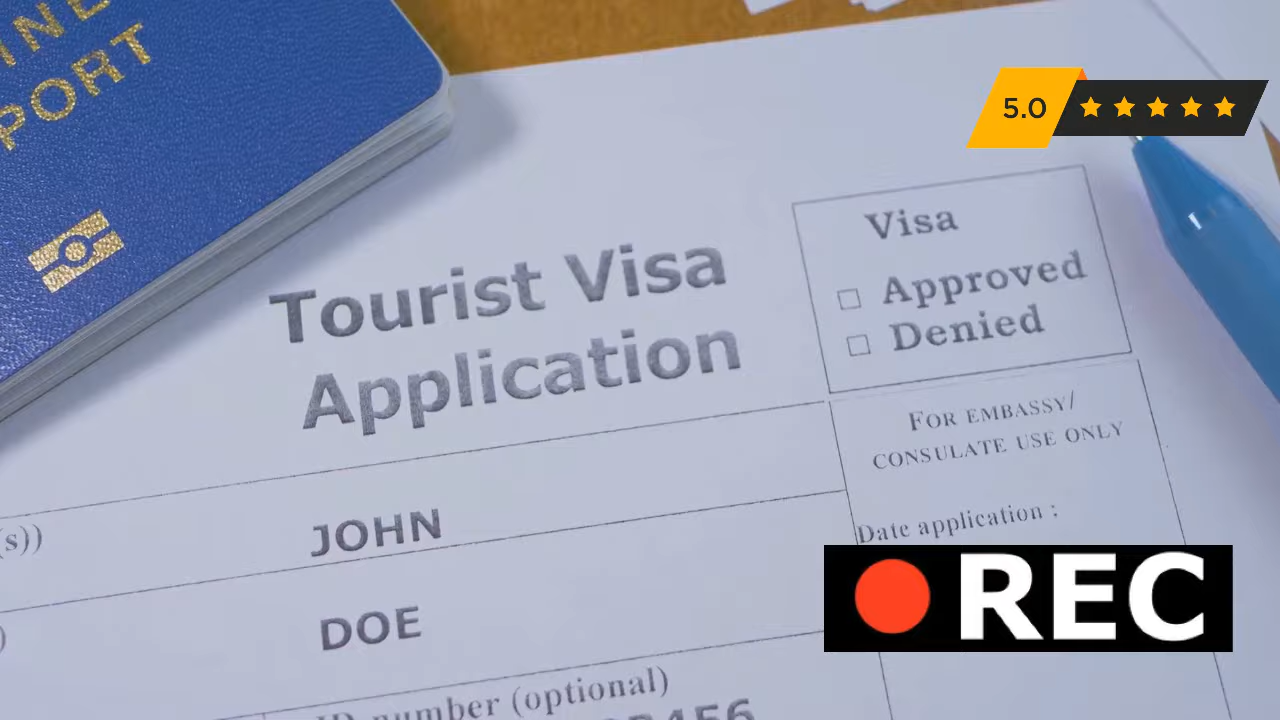 PORT
5.0
Tourist Visa
Application
Visa
☐ Approved
☐ Denied
FOR EMBASSY/
CONSULATE USE ONLY
Date application :
(s))
JOHN
DOE
number (optional)
REC